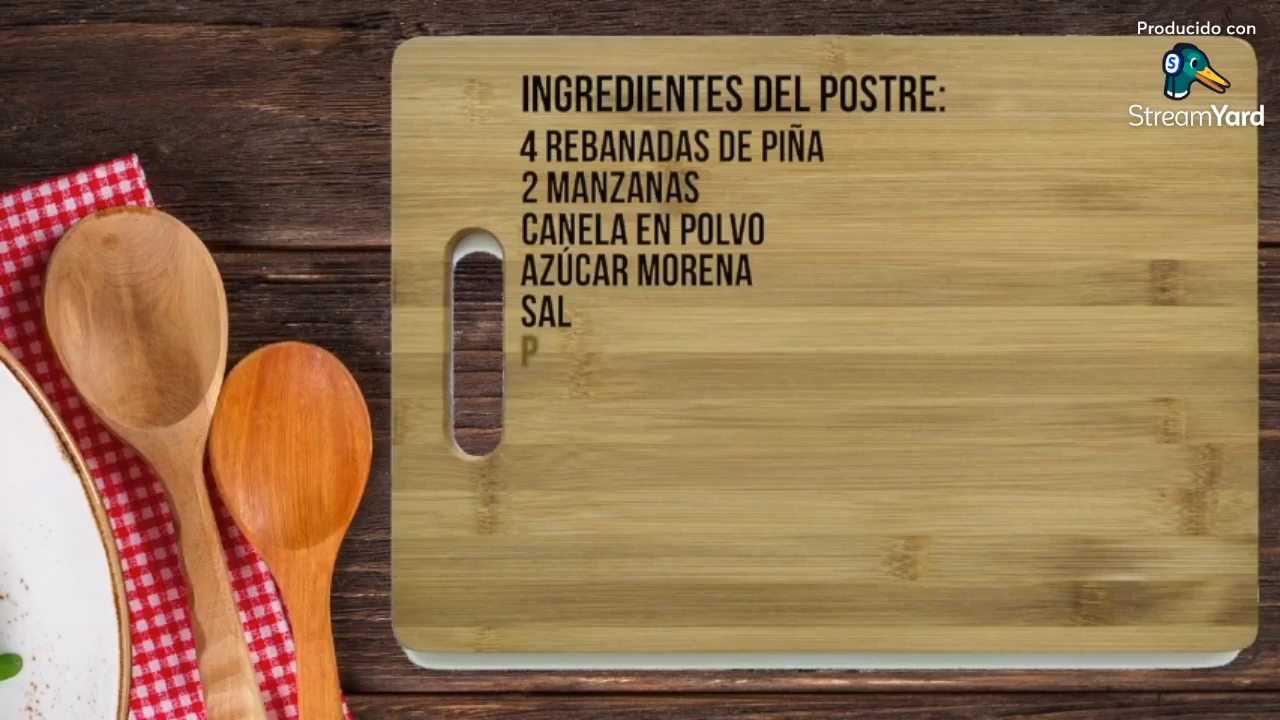 Producido con
StreamYard
INGREDIENTES DEL POSTRE:
4 REBANADAS DE PIÑA
2 MANZANAS
CANELA EN POLVO
AZÚCAR MORENA
SAL
P